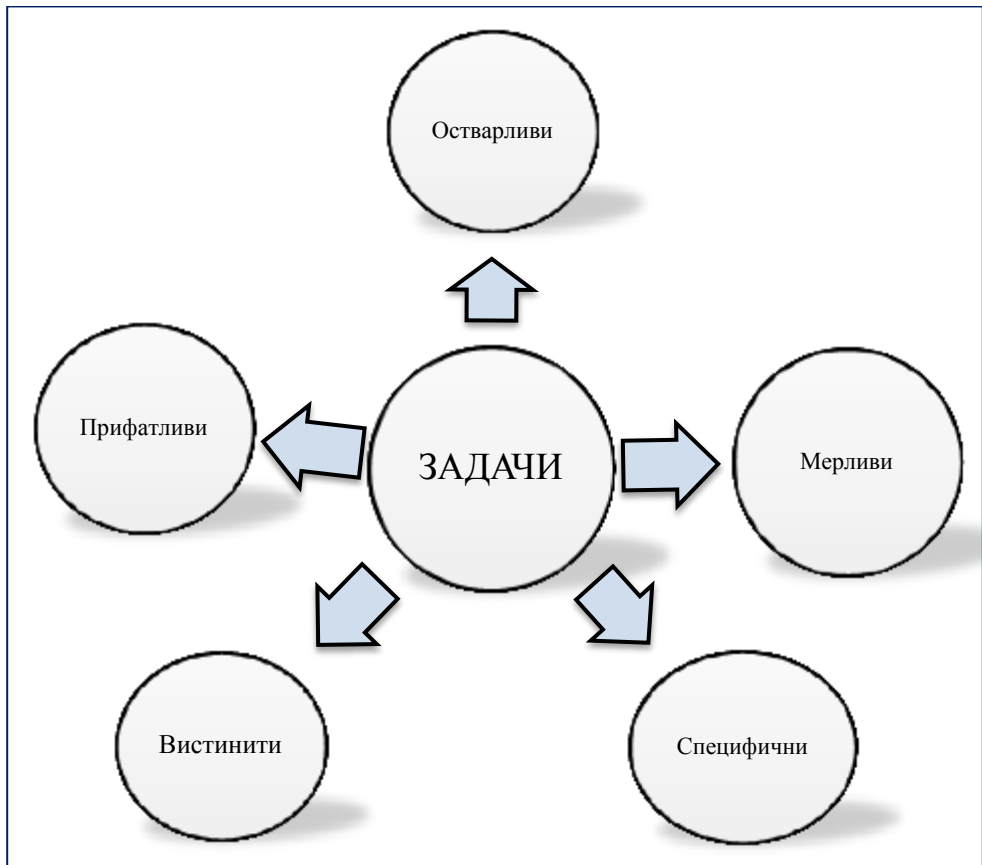 Остварливи
Прифатливи
ЗАДАЧИ
Мерливи
Вистинити
Специфични